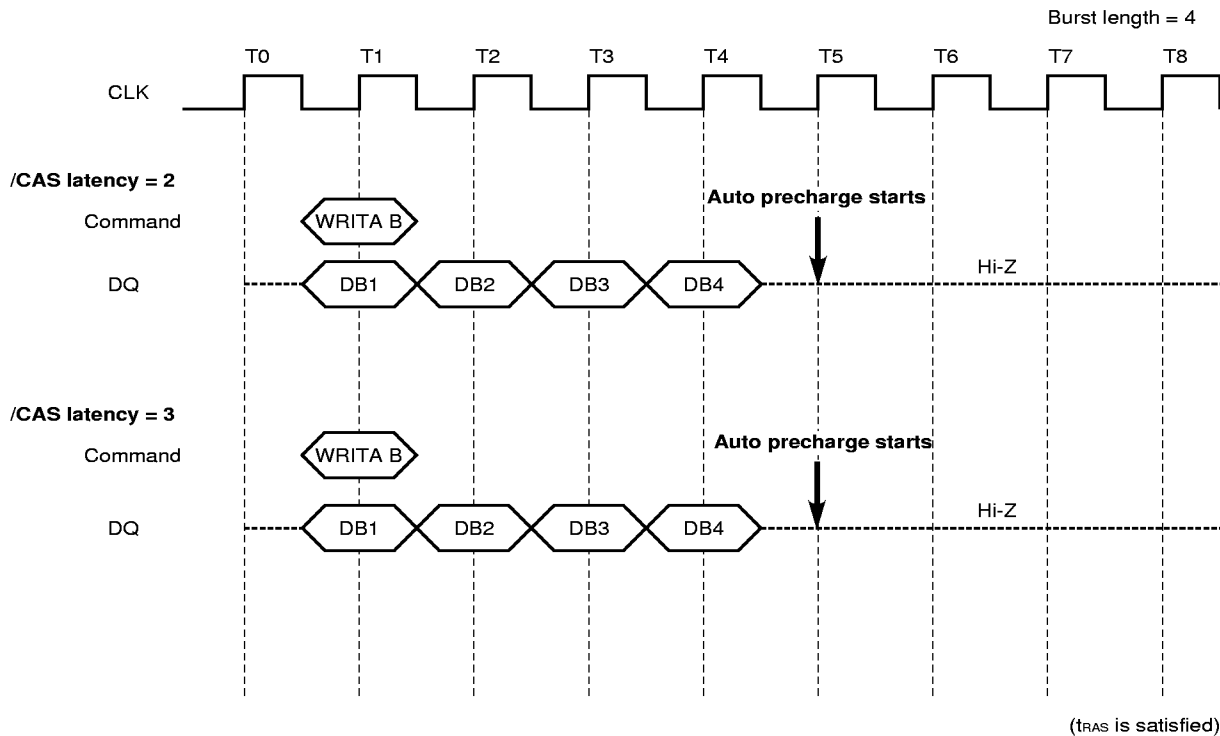 Burst length = 4
T0 T1 T2 T3 T4 T5 T6 T7 T8
CLK
/CAS latency = 2
Auto precharge starts
Command WRITA B
Hi-Z
DQ DB1 DB2 DB3 DB4
/CAS latency = 3
Auto precharge starts
Command WRITA B
Hi-Z
DQ DB1 DB2 DB3 DB4
(tRAS is satisfied)